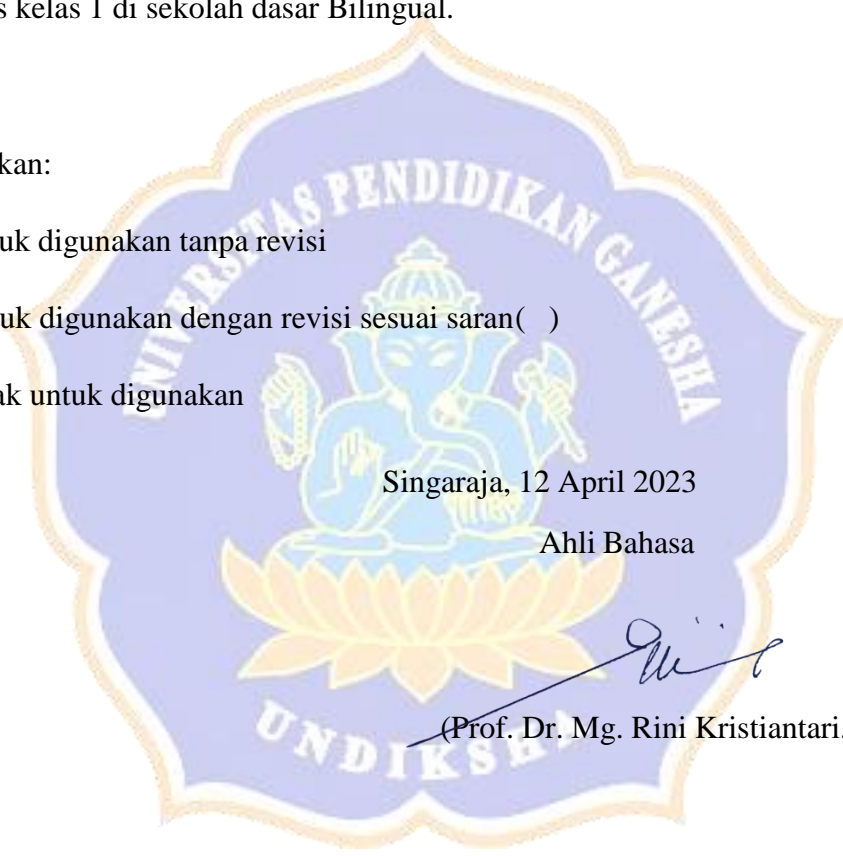 s kelas 1 di sekolah dasar Bilingual.
kan:
uk digunakan tanpa revisi
uk digunakan dengan revisi sesuai saran(   )
ak untuk digunakan
UNIVERSITAS PENDIDIKAN GANESHA
Singaraja, 12 April 2023
Ahli Bahasa
(Prof. Dr. Mg. Rini Kristiantari,
UNDIKSHA